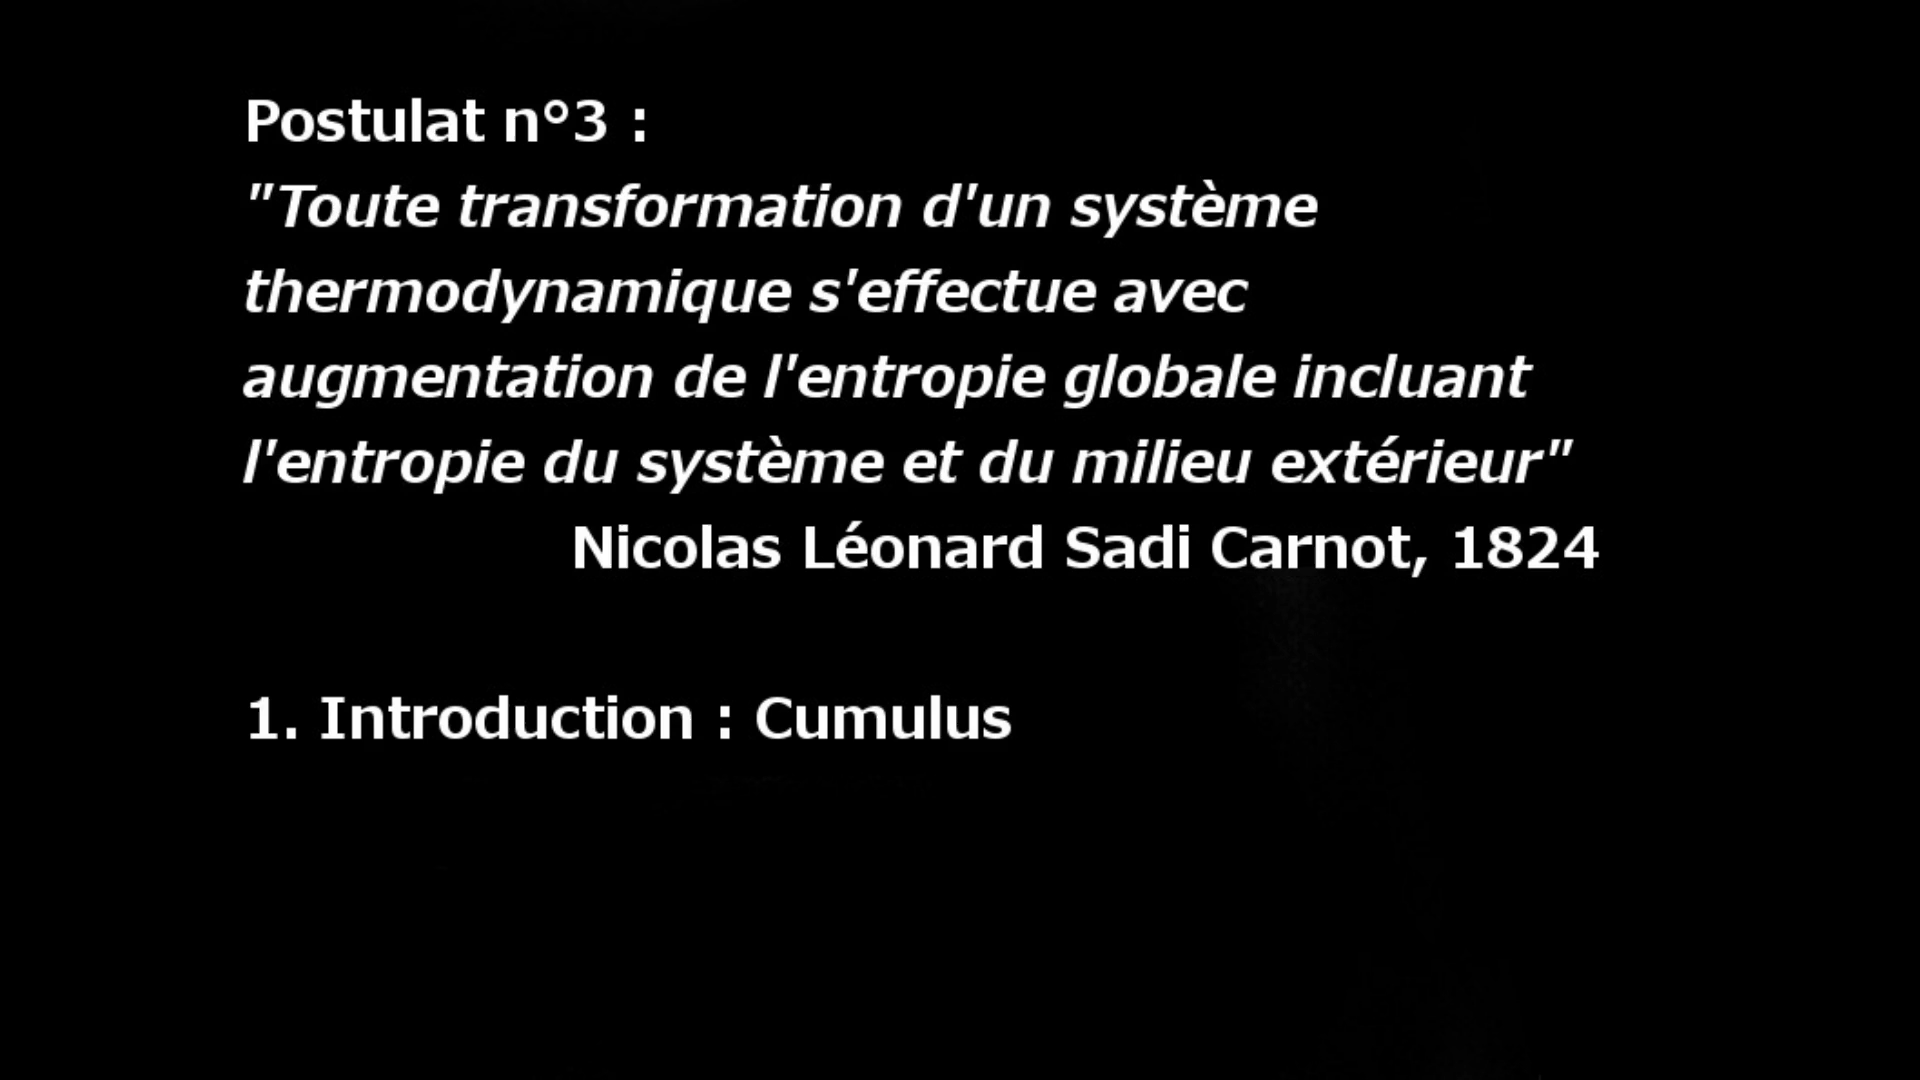 Postulat n°3 :
"Toute transformation d'un système
thermodynamique s'effectue avec
augmentation de l'entropie globale incluant
l'entropie du système et du milieu extérieur"
Nicolas Léonard Sadi Carnot, 1824
1. Introduction : Cumulus